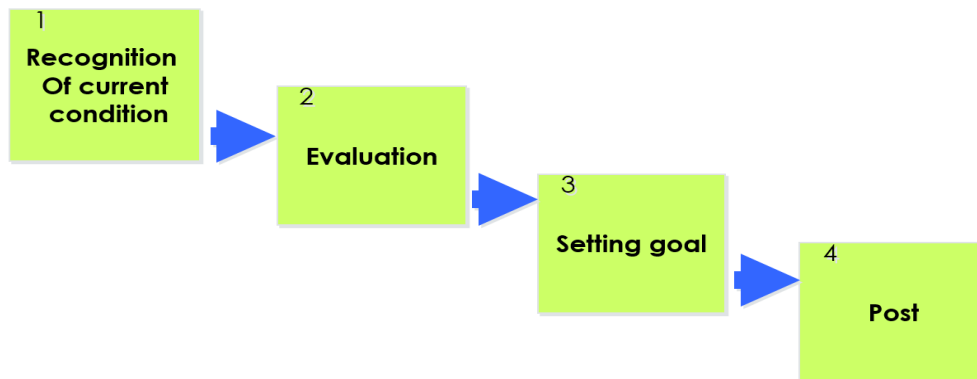 1
Recognition
Of current
condition
2
Evaluation
3
Setting goal
4
Post